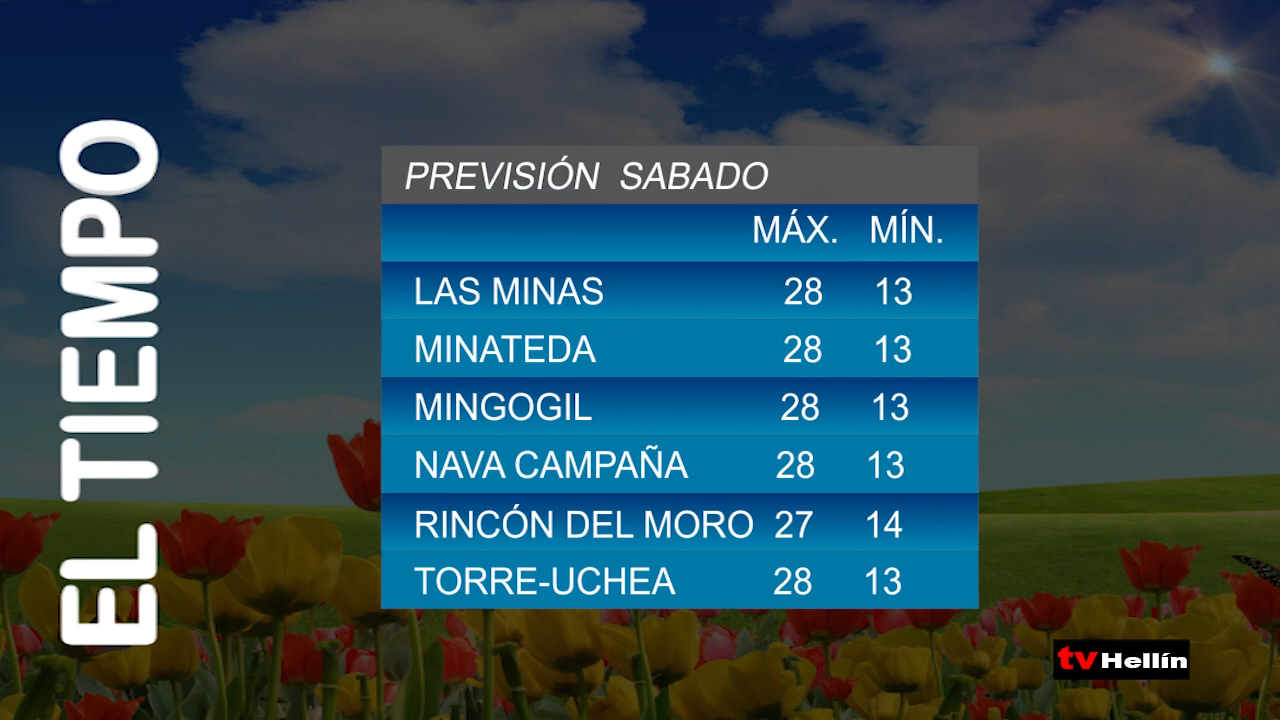 EL TIEMPO
PREVISIÓN SABADO
MÁX. MÍN.
LAS MINAS 28 13
MINATEDA 28 13
MINGOGIL 28 13
NAVA CAMPAÑA 28 13
RINCÓN DEL MORO 27 14
TORRE-UCHEA 28 13
tv Hellín